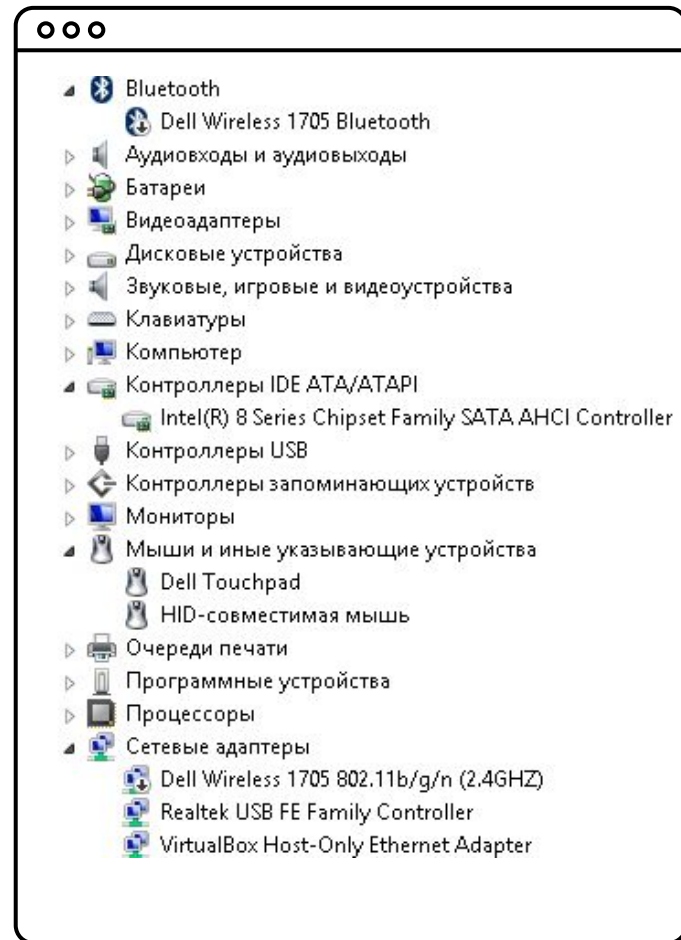 Bluetooth
Dell Wireless 1705 Bluetooth
Аудиовходы и аудиовыходы
Батареи
Видеоадаптеры
Дисковые устройства
Звуковые, игровые и видеоустройства
Клавиатуры
Компьютер
Контроллеры IDE ATA/ATAPI
Intel(R) 8 Series Chipset Family SATA AHCI Controller
Контроллеры USB
Контроллеры запоминающих устройств
Мониторы
Мыши и иные указывающие устройства
Dell Touchpad
HID-совместимая мышь
Очереди печати
Программные устройства
Процессоры
Сетевые адаптеры
Dell Wireless 1705 802.11b/g/n (2.4GHZ)
Realtek USB FE Family Controller
VirtualBox Host-Only Ethernet Adapter